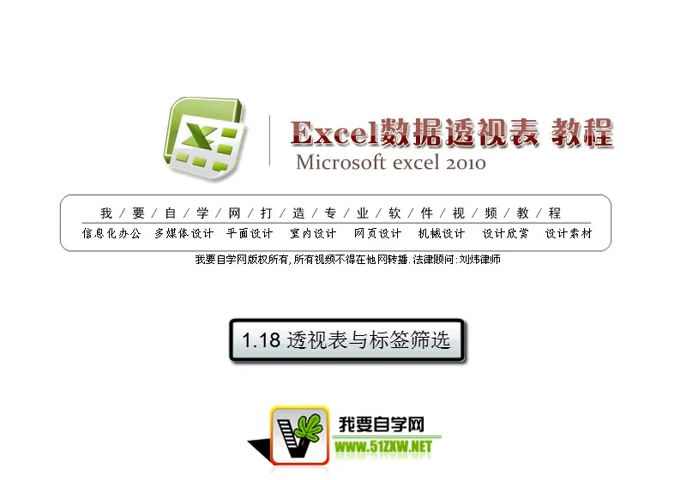 Excel数据透视表 教程
Microsoft excel 2010
我/要/自/学/网/打/造/专/业/软/件/视/频/教/程
信息化办公 多媒体设计 平面设计 室内设计 网页设计 机械设计 设计欣赏 设计素材
我要自学网版权所有,所有视频不得在他网转播.法律顾问:刘炜律师
1.18 透视表与标签筛选
我要自学网
WWW.51ZXW.NET